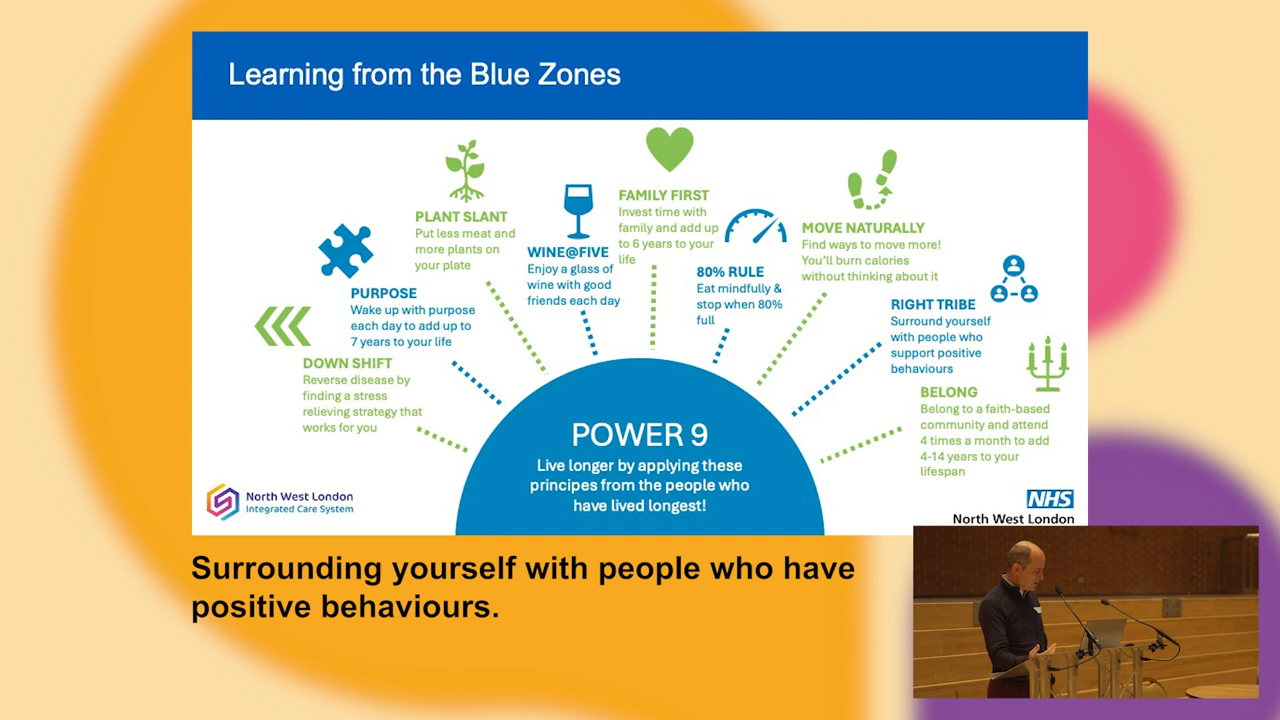 Learning from the Blue Zones
DOWN SHIFT
Reverse disease by
finding a stress
relieving strategy that
works for you
PURPOSE
Wake up with purpose
each day to add up to
7 years to your life
PLANT SLANT
Put less meat and
more plants on
your plate
WINE@FIVE
Enjoy a glass of
wine with good
friends each day
FAMILY FIRST
Invest time with
family and add up
to 6 years to your
life
80% RULE
Eat mindfully &
stop when 80%
full
MOVE NATURALLY
Find ways to move more!
You'll burn calories
without thinking about it
RIGHT TRIBE
Surround yourself
with people who
support positive
behaviours
BELONG
Belong to a faith-based
community and attend
4 times a month to add
4-14 years to your
lifespan
POWER 9
Live longer by applying these
principes from the people who
have lived longest!
North West London
Integrated Care System
NHS
North West London
Surrounding yourself with people who have
positive behaviours.